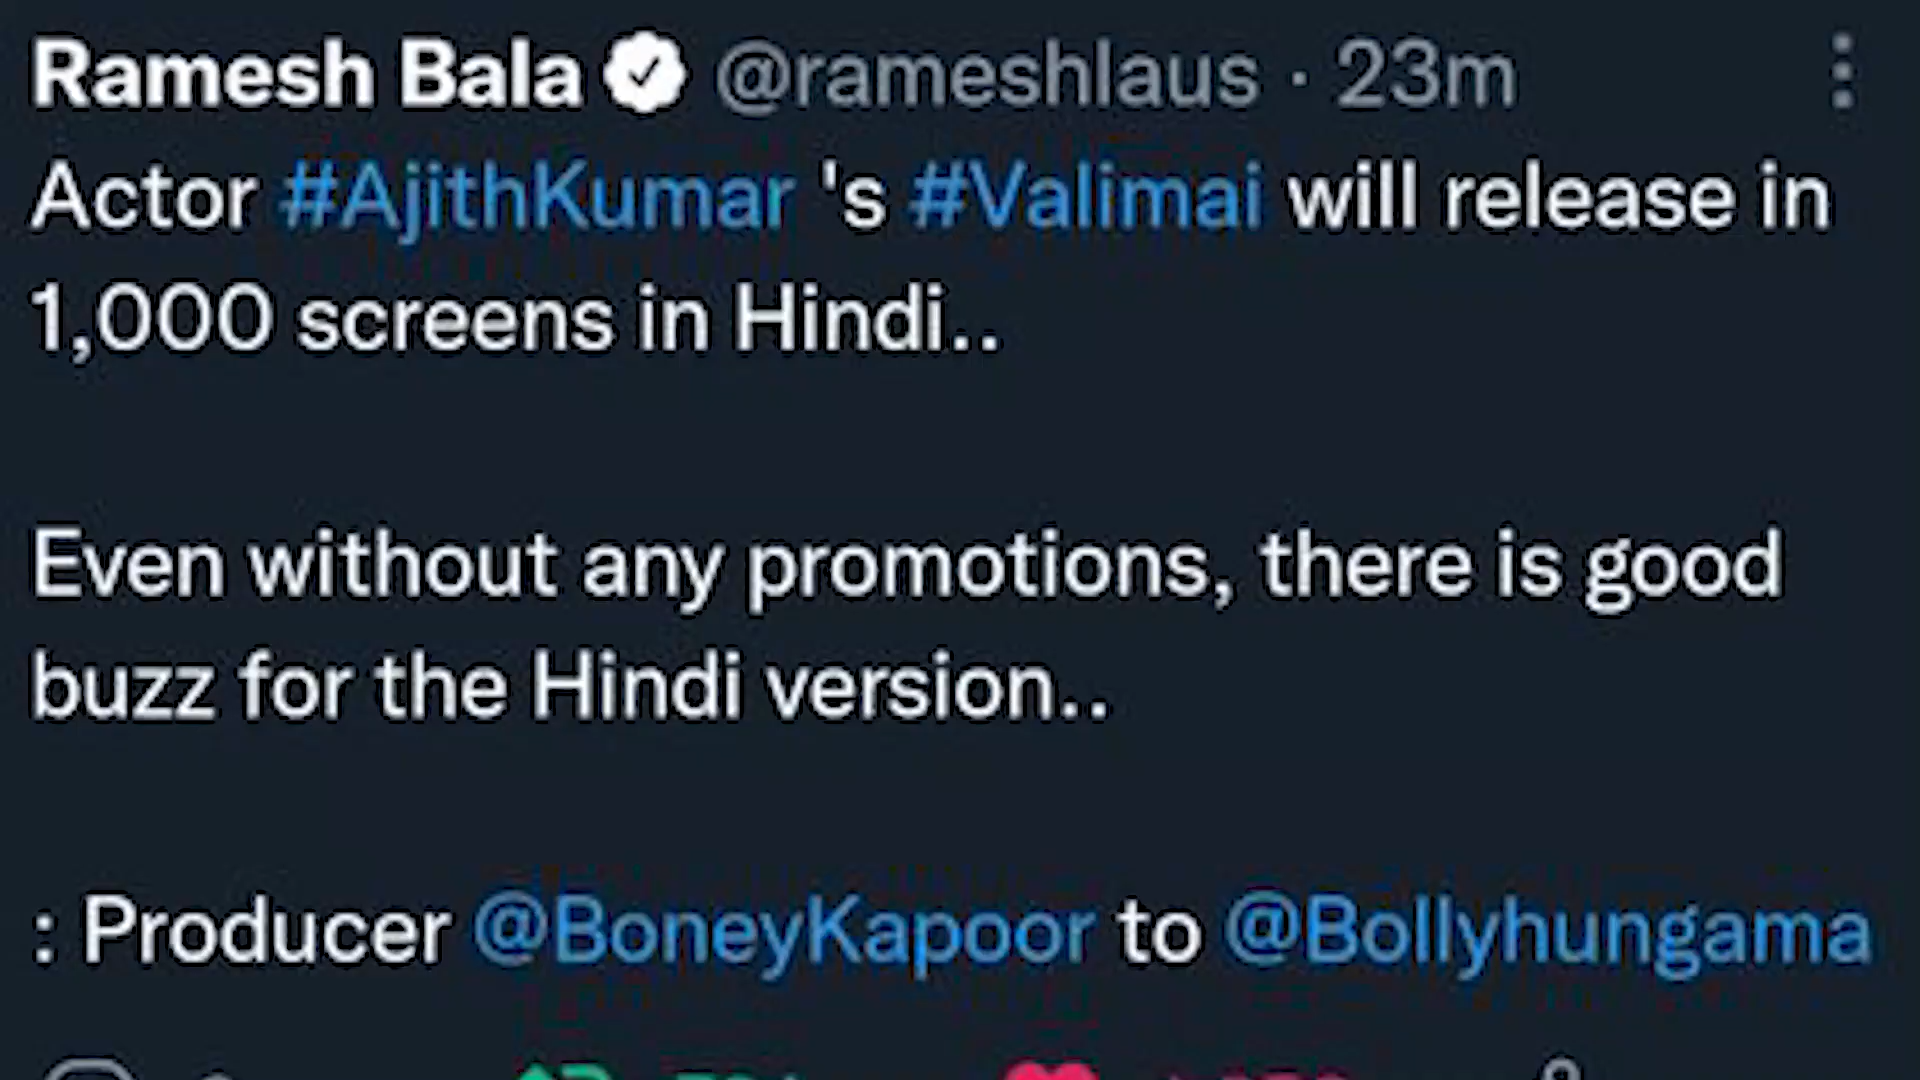 Ramesh Bala @rameshlaus · 23m
Actor #AjithKumar 's #Valimai will release in
1,000 screens in Hindi..
Even without any promotions, there is good
buzz for the Hindi version..
: Producer @BoneyKapoor to @Bollyhungama